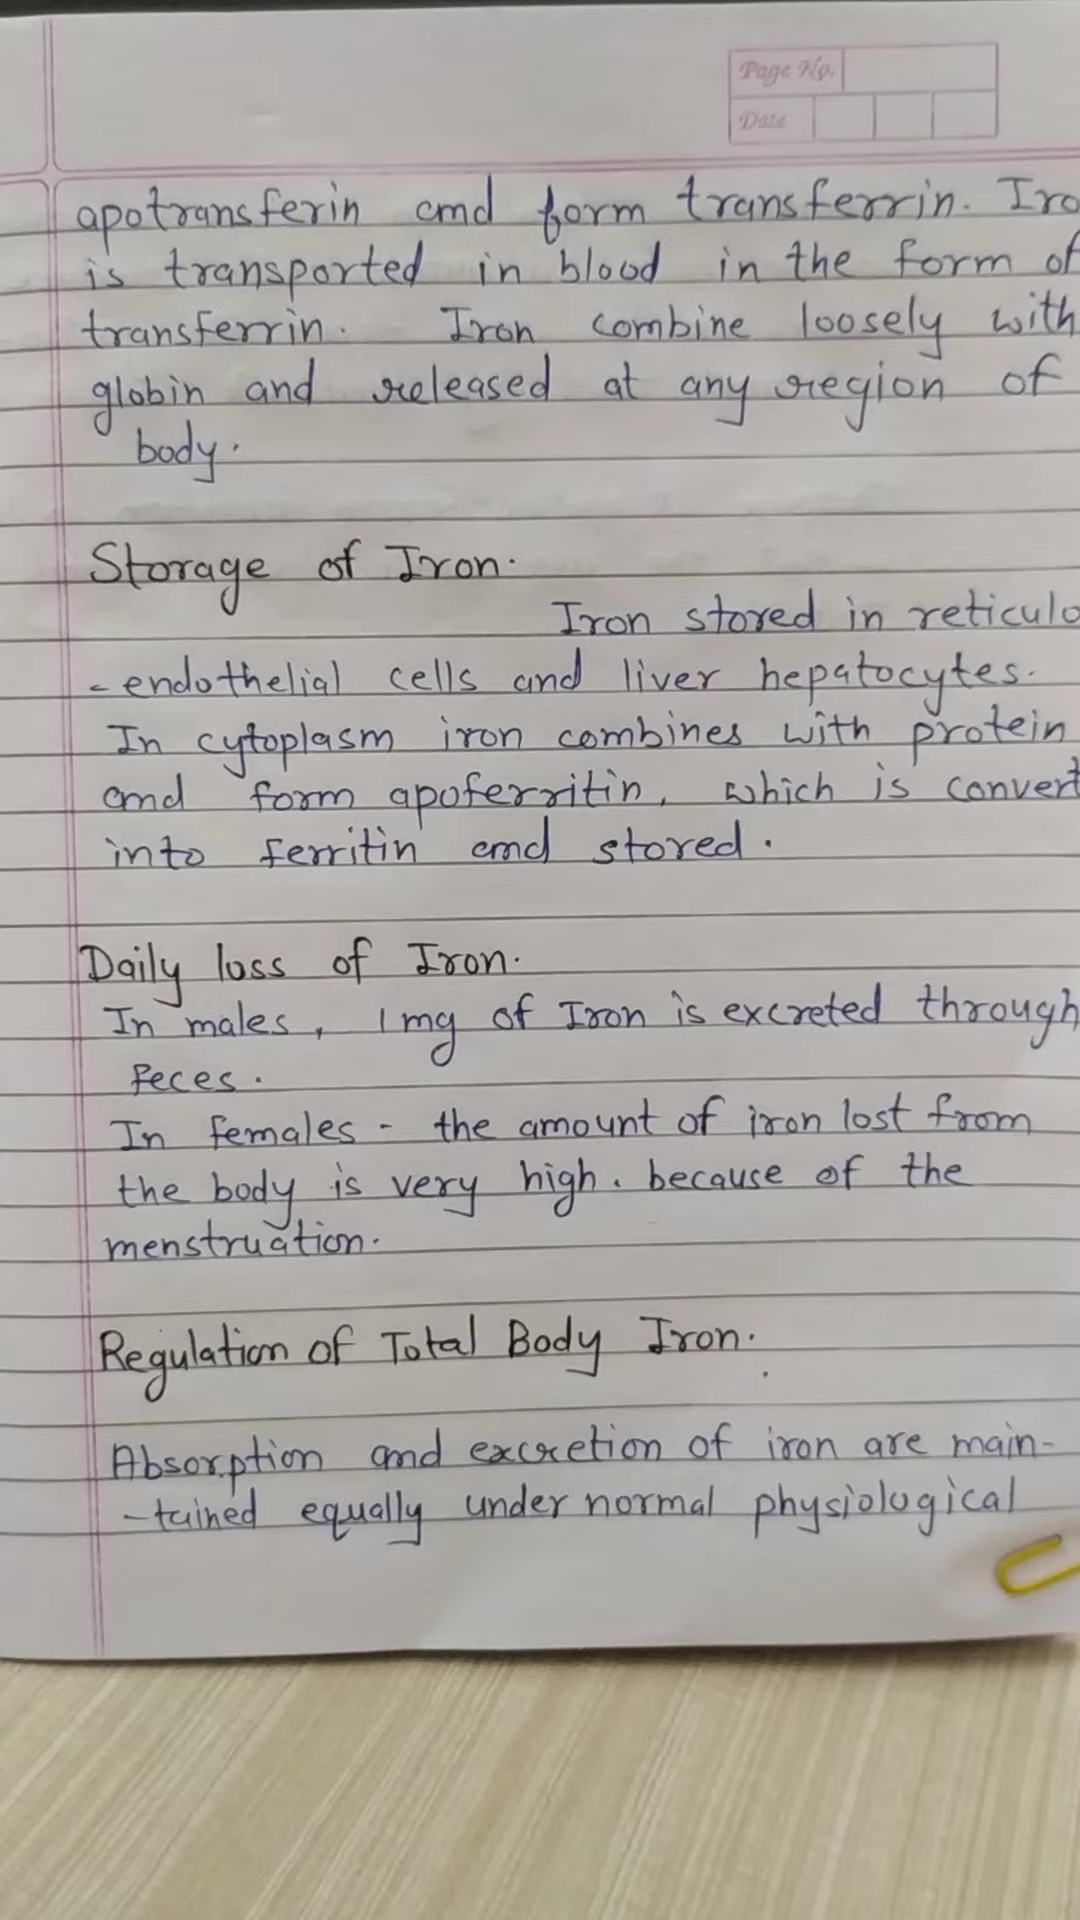 Page No.
Date
apotransferin and form transferrin. Iro
is transported in blood in the form of
transferrin. Iron combine loosely with
globin and released at any region of
body.
Storage of Iron.
Iron stored in reticulo
-endothelial cells and liver hepatocytes.
In cytoplasm iron combines with protein
and form apoferritin, which is convert
into ferritin and stored.
Daily loss of Iron.
In males, 1mg of Iron is excreted through
feces.
In females - the amount of iron lost from
the body is very high. because of the
menstruation.
Regulation of Total Body Iron.
Absorption and excretion of iron are main-
-tained equally under normal physiological